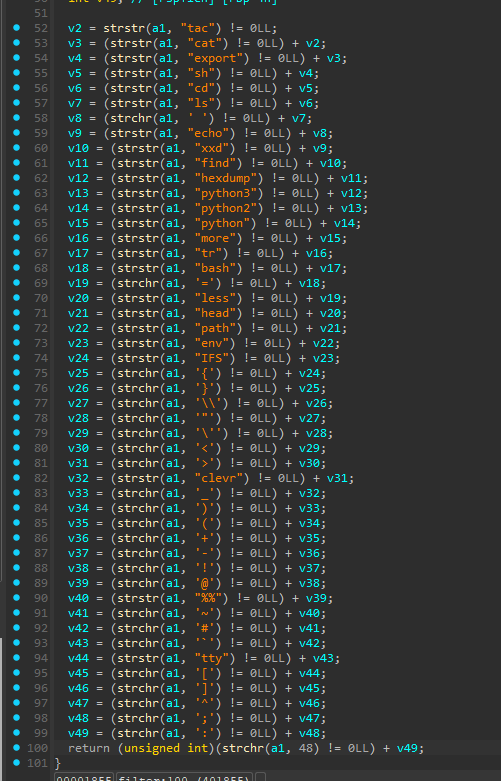 51
52 v2 = strstr(a1, "tac") != 0LL;
53 v3 = (strstr(a1, "cat") != 0LL) + v2;
54 v4 = (strstr(a1, "export") != 0LL) + v3;
55 v5 = (strstr(a1, "sh") != 0LL) + v4;
56 v6 = (strstr(a1, "cd") != 0LL) + v5;
57 v7 = (strstr(a1, "ls") != 0LL) + v6;
58 v8 = (strchr(a1, ' ') != 0LL) + v7;
59 v9 = (strstr(a1, "echo") != 0LL) + v8;
60 v10 = (strstr(a1, "xxd") != 0LL) + v9;
61 v11 = (strstr(a1, "find") != 0LL) + v10;
62 v12 = (strstr(a1, "hexdump") != 0LL) + v11;
63 v13 = (strstr(a1, "python3") != 0LL) + v12;
64 v14 = (strstr(a1, "python2") != 0LL) + v13;
65 v15 = (strstr(a1, "python") != 0LL) + v14;
66 v16 = (strstr(a1, "more") != 0LL) + v15;
67 v17 = (strstr(a1, "tr") != 0LL) + v16;
68 v18 = (strstr(a1, "bash") != 0LL) + v17;
69 v19 = (strchr(a1, '=') != 0LL) + v18;
70 v20 = (strstr(a1, "less") != 0LL) + v19;
71 v21 = (strstr(a1, "head") != 0LL) + v20;
72 v22 = (strstr(a1, "path") != 0LL) + v21;
73 v23 = (strstr(a1, "env") != 0LL) + v22;
74 v24 = (strstr(a1, "IFS") != 0LL) + v23;
75 v25 = (strchr(a1, '{') != 0LL) + v24;
76 v26 = (strchr(a1, '}') != 0LL) + v25;
77 v27 = (strchr(a1, '\\') != 0LL) + v26;
78 v28 = (strchr(a1, '"') != 0LL) + v27;
79 v29 = (strchr(a1, '\'') != 0LL) + v28;
80 v30 = (strchr(a1, '<') != 0LL) + v29;
81 v31 = (strchr(a1, '>') != 0LL) + v30;
82 v32 = (strstr(a1, "clevr") != 0LL) + v31;
83 v33 = (strchr(a1, '_') != 0LL) + v32;
84 v34 = (strchr(a1, ')') != 0LL) + v33;
85 v35 = (strchr(a1, '(') != 0LL) + v34;
86 v36 = (strchr(a1, '+') != 0LL) + v35;
87 v37 = (strchr(a1, '-') != 0LL) + v36;
88 v38 = (strchr(a1, '!') != 0LL) + v37;
89 v39 = (strchr(a1, '@') != 0LL) + v38;
90 v40 = (strstr(a1, "%%") != 0LL) + v39;
91 v41 = (strchr(a1, '~') != 0LL) + v40;
92 v42 = (strchr(a1, '#') != 0LL) + v41;
93 v43 = (strchr(a1, '`') != 0LL) + v42;
94 v44 = (strstr(a1, "tty") != 0LL) + v43;
95 v45 = (strchr(a1, '[') != 0LL) + v44;
96 v46 = (strchr(a1, ']') != 0LL) + v45;
97 v47 = (strchr(a1, '^') != 0LL) + v46;
98 v48 = (strchr(a1, ';') != 0LL) + v47;
99 v49 = (strchr(a1, ':') != 0LL) + v48;
100 return (unsigned int)(strchr(a1, 48) != 0LL) + v49;
101 }